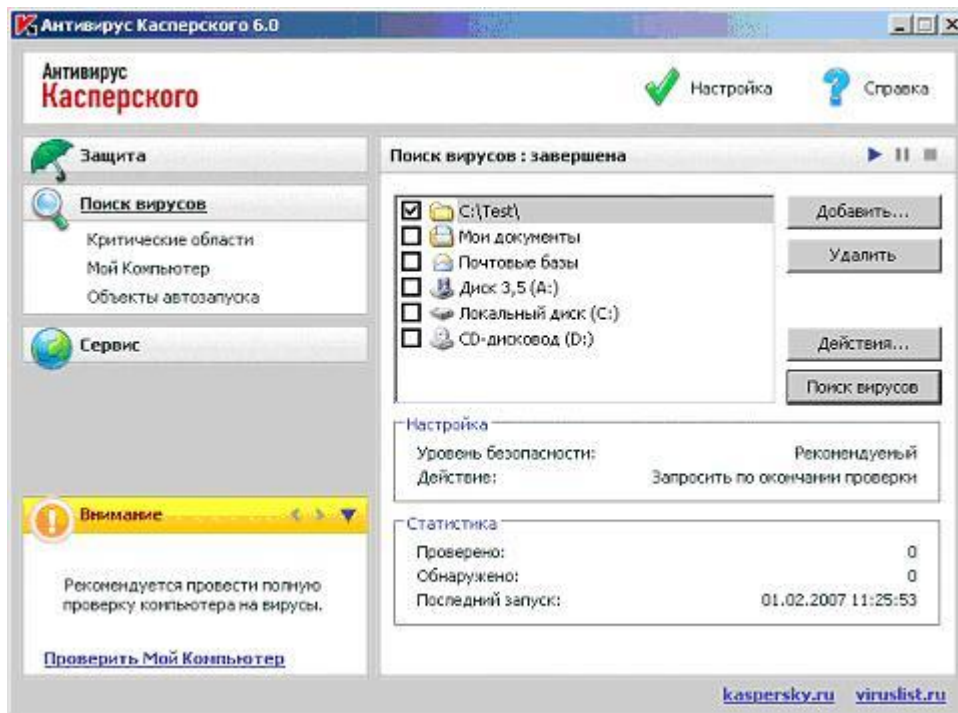 Антивирус Касперского 6.0
Антивирус
Касперского
Настройка
Справка
Защита
Поиск вирусов
Критические области
Мой Компьютер
Объекты автозапуска
Сервис
Внимание
Рекомендуется провести полную
проверку компьютера на вирусы.
Проверить Мой Компьютер
Поиск вирусов : завершена
C:\Test\
Мои документы
Почтовые базы
Диск 3,5 (A:)
Локальный диск (C:)
CD-дисковод (D:)
Добавить...
Удалить
Действия...
Поиск вирусов
Настройка
Уровень безопасности: Рекомендуемый
Действие: Запросить по окончании проверки
Статистика
Проверено: 0
Обнаружено: 0
Последний запуск: 01.02.2007 11:25:53
kaspersky.ru viruslist.ru